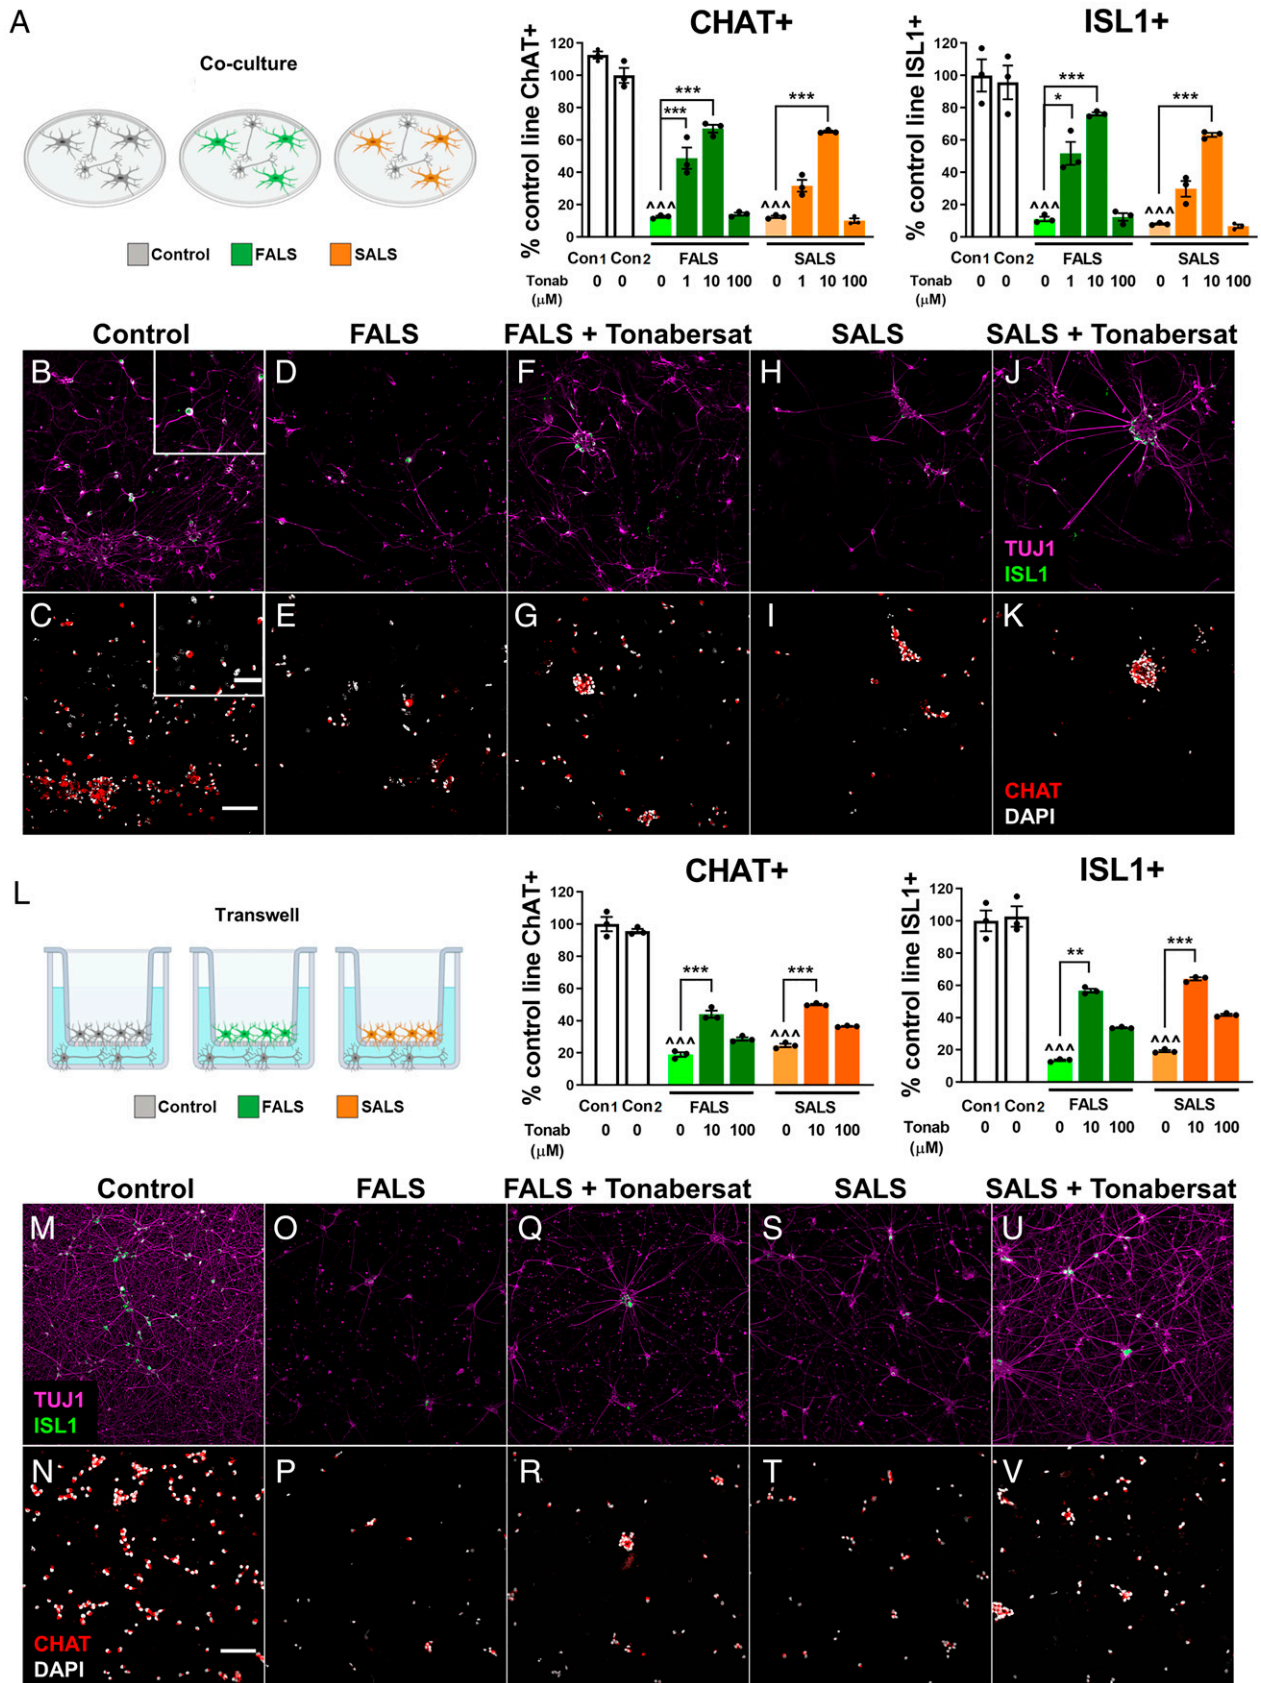 A
Co-culture
Control FALS SALS
CHAT+
% control line ChAT+
120
100
80
60
40
20
0
*** *** ***
^^^ ^^^
Con1 Con2 FALS SALS
Tonab 0 0 0 1 10 100 0 1 10 100
(μM)
ISL1+
% control line ISL1+
120
100
80
60
40
20
0
* *** ***
^^^ ^^^
Con1 Con2 FALS SALS
Tonab 0 0 0 1 10 100 0 1 10 100
(μM)
Control FALS FALS + Tonabersat SALS SALS + Tonabersat
B D F H J
TUJ1
ISL1
C E G I K
CHAT
DAPI
L
Transwell
Control FALS SALS
CHAT+
% control line ChAT+
120
100
80
60
40
20
0
*** ***
^^^ ^^^
Con1 Con2 FALS SALS
Tonab 0 0 0 10 100 0 10 100
(μM)
ISL1+
% control line ISL1+
120
100
80
60
40
20
0
** ***
^^^ ^^^
Con1 Con2 FALS SALS
Tonab 0 0 0 10 100 0 10 100
(μM)
Control FALS FALS + Tonabersat SALS SALS + Tonabersat
M O Q S U
TUJ1
ISL1
N P R T V
CHAT
DAPI